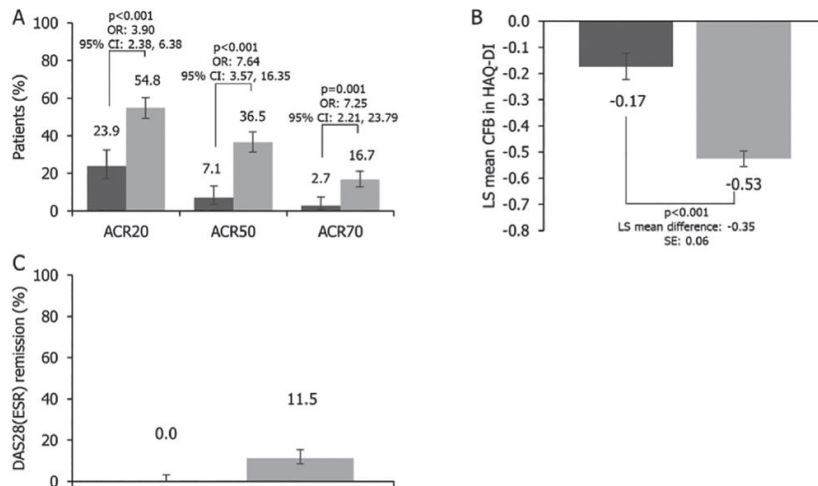 A
p<0.001
OR: 3.90
95% CI: 2.38, 6.38
p<0.001
OR: 7.64
95% CI: 3.57, 16.35
p=0.001
OR: 7.25
95% CI: 2.21, 23.79
Patients (%)
100
80
60
40
20
0
23.9
54.8
7.1
36.5
2.7
16.7
ACR20
ACR50
ACR70
B
LS mean CFB in HAQ-DI
0.0
-0.1
-0.2
-0.3
-0.4
-0.5
-0.6
-0.7
-0.8
-0.17
-0.53
p<0.001
LS mean difference: -0.35
SE: 0.06
C
DAS28(ESR) remission (%)
100
80
60
40
20
0
0.0
11.5